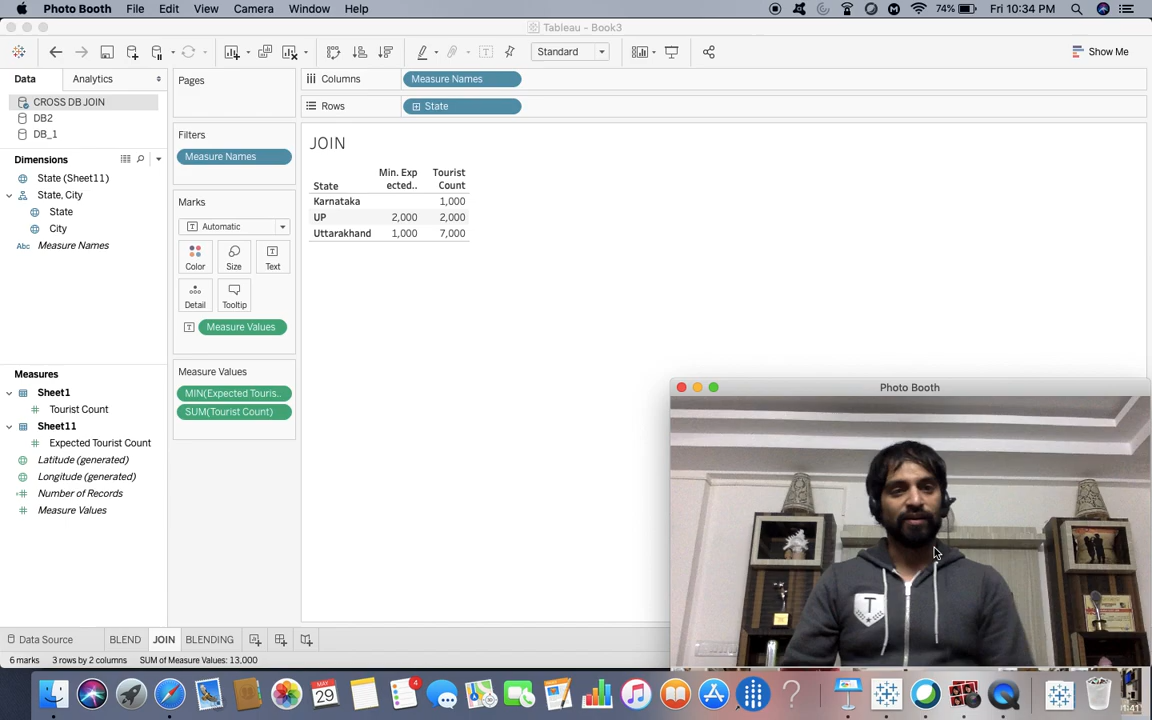 Photo Booth File Edit View Camera Window Help 74% Fri 10:34 PM
Tableau - Book3
Standard Show Me
Data Analytics Pages Columns Measure Names
CROSS DB JOIN
DB2
DB_1
Rows State
Filters
Measure Names
Dimensions
State (Sheet11)
State, City
State
City
Abc Measure Names
Marks
Automatic
Color Size Text
Detail Tooltip
Measure Values
Measure Values
MIN(Expected Touris..
SUM(Tourist Count)
JOIN
State Min. Exp ected.. Tourist Count
Karnataka 1,000
UP 2,000 2,000
Uttarakhand 1,000 7,000
Measures
Sheet1
Tourist Count
Sheet11
Expected Tourist Count
Latitude (generated)
Longitude (generated)
Number of Records
Measure Values
Photo Booth
T
Data Source BLEND JOIN BLENDING
6 marks 3 rows by 2 columns SUM of Measure Values: 13,000
MAY
29
4